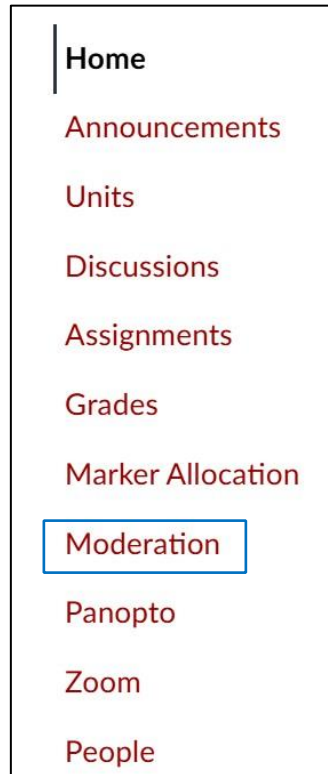 Home
Announcements
Units
Discussions
Assignments
Grades
Marker Allocation
Moderation
Panopto
Zoom
People